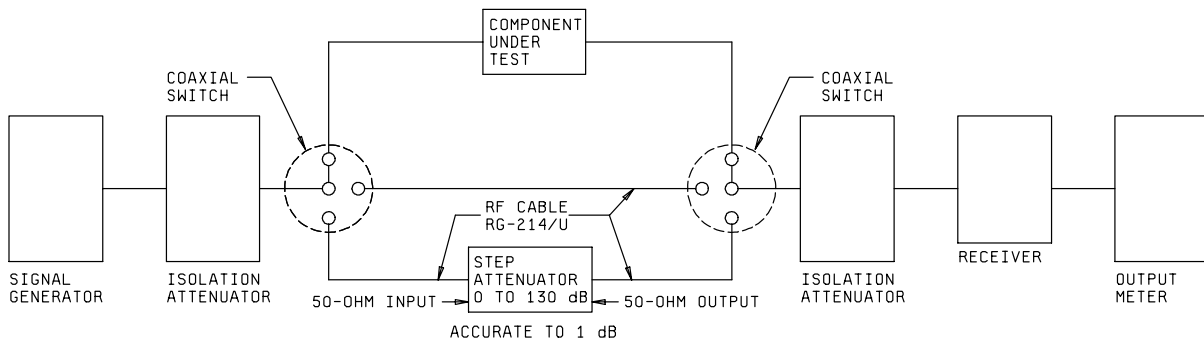 COMPONENT
UNDER
TEST
COAXIAL
SWITCH
COAXIAL
SWITCH
RF CABLE
RG-214/U
SIGNAL
GENERATOR
ISOLATION
ATTENUATOR
STEP
ATTENUATOR
0 TO 130 dB
50-OHM INPUT
50-OHM OUTPUT
ACCURATE TO 1 dB
ISOLATION
ATTENUATOR
RECEIVER
OUTPUT
METER